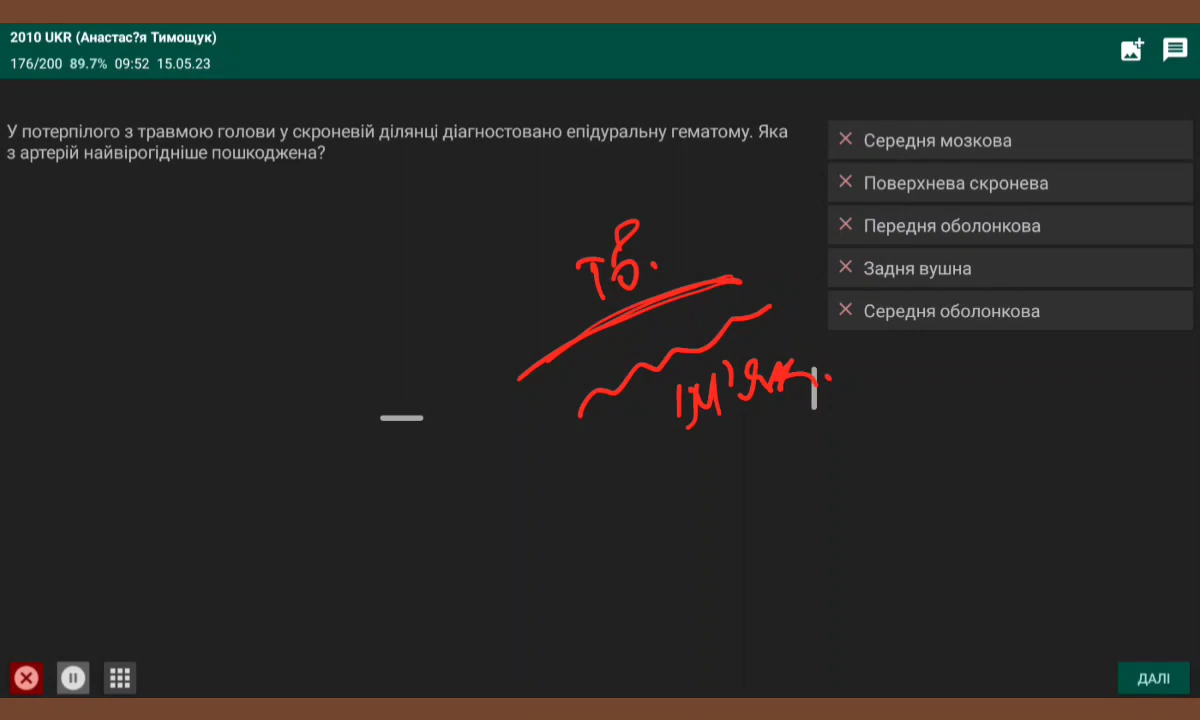 2010 UKR (Анастас?я Тимощук)
176/200 89.7% 09:52 15.05.23
У потерпілого з травмою голови у скроневій ділянці діагностовано епідуральну гематому. Яка
з артерій найвірогідніше пошкоджена?
Середня мозкова
Поверхнева скронева
Передня оболонкова
Задня вушна
Середня оболонкова
тв.
м'як.
ДАЛІ